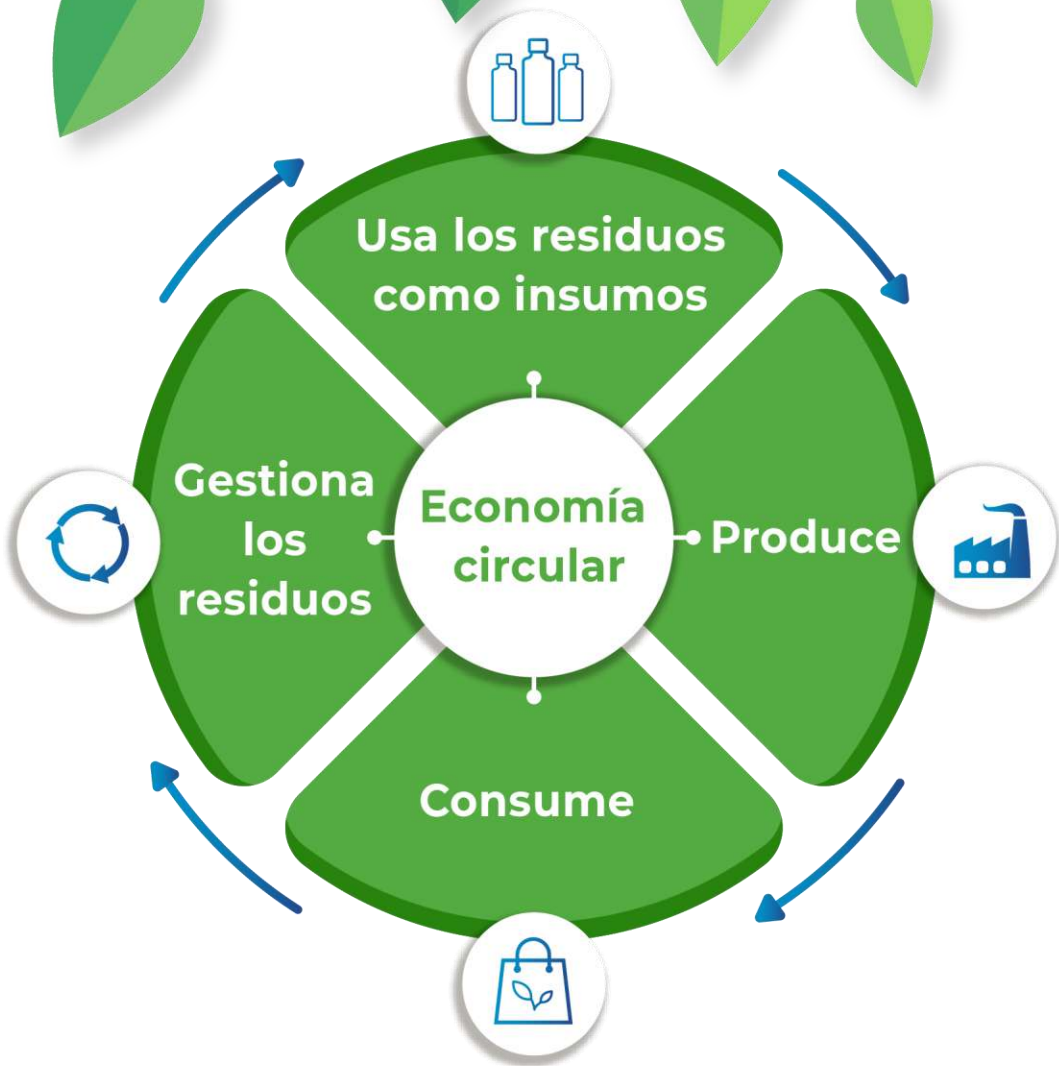 Usa los residuos
como insumos
Gestiona
los
residuos
Economía
circular
Produce
Consume